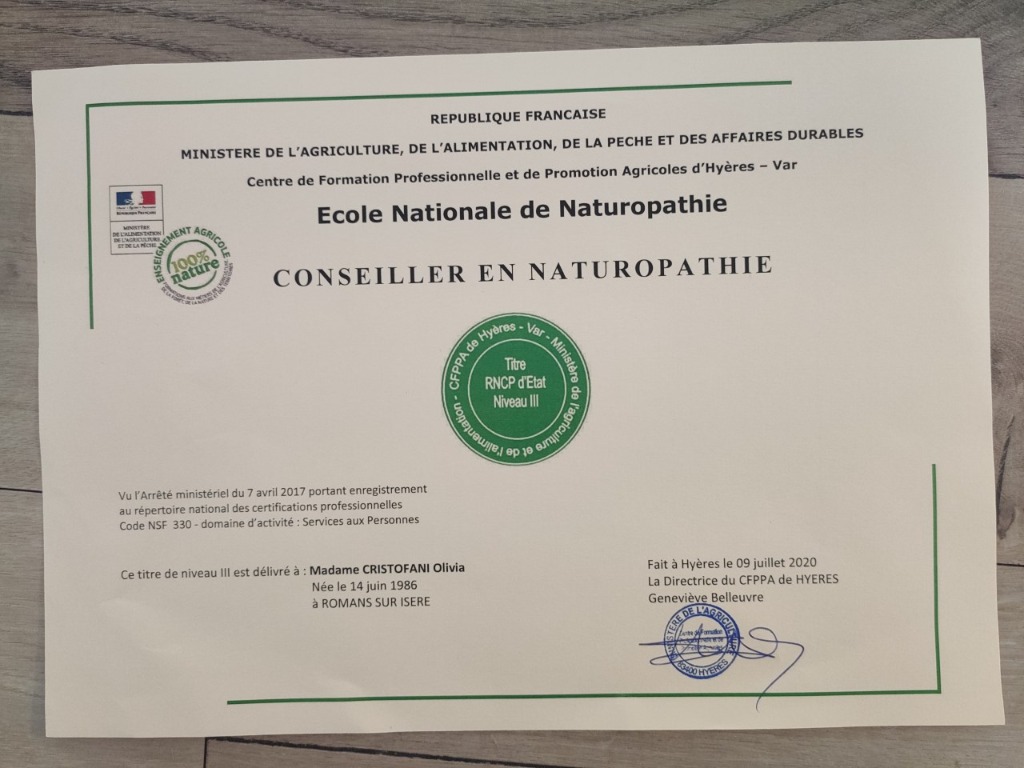 REPUBLIQUE FRANCAISE
MINISTERE DE L'AGRICULTURE, DE L'ALIMENTATION, DE LA PECHE ET DES AFFAIRES DURABLES
Centre de Formation Professionnelle et de Promotion Agricoles d'Hyères – Var
Ecole Nationale de Naturopathie
RÉPUBLIQUE FRANÇAISE
MINISTÈRE
DE L'ALIMENTATION
DE L'AGRICULTURE
ET DE LA PÊCHE
ENSEIGNEMENT AGRICOLE
100%
nature
CONSEILLER EN NATUROPATHIE
CFPPA de Hyères - Var - Ministère de l'agriculture et de l'alimentation -
Titre
RNCP d'Etat
Niveau III
Vu l'Arrêté ministériel du 7 avril 2017 portant enregistrement
au répertoire national des certifications professionnelles
Code NSF 330 - domaine d'activité : Services aux Personnes
Ce titre de niveau III est délivré à : Madame CRISTOFANI Olivia
Née le 14 juin 1986
à ROMANS SUR ISERE
Fait à Hyères le 09 juillet 2020
La Directrice du CFPPA de HYERES
Geneviève Belleuvre
MINISTERE DE L'AGRICULTURE
83400 HYERES